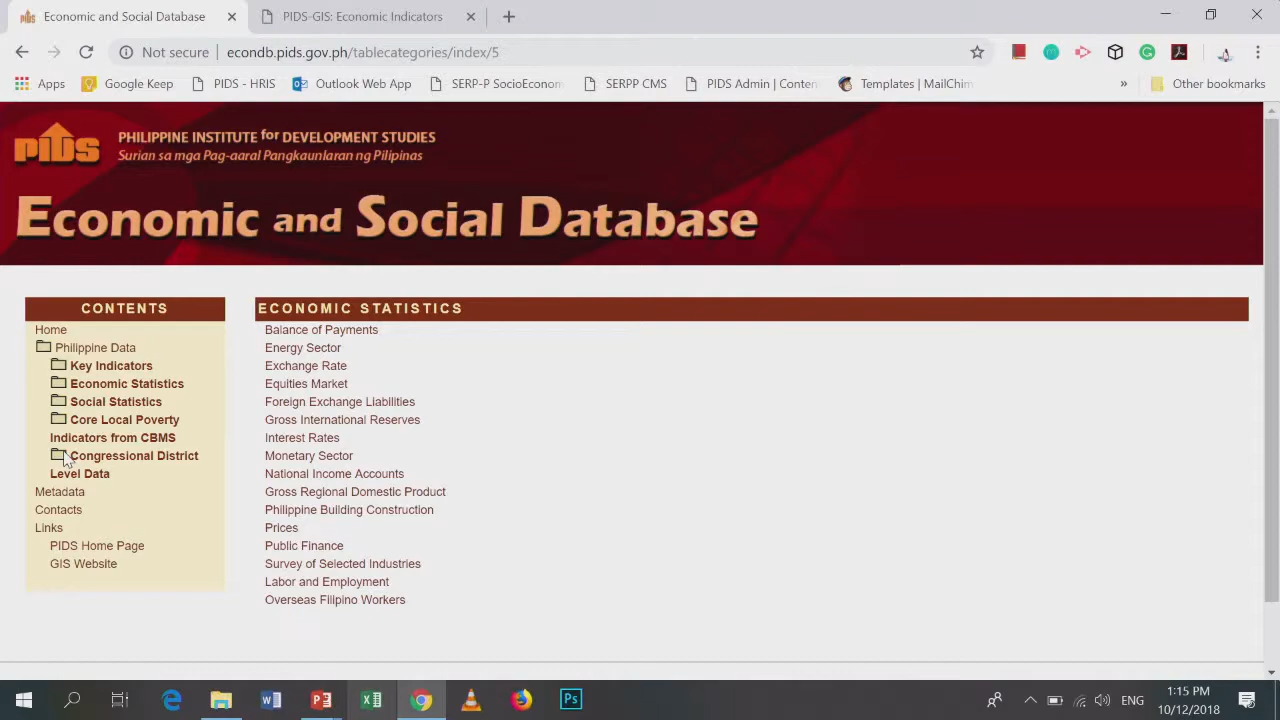 Economic and Social Database
PIDS-GIS: Economic Indicators
Not secure
econdb.pids.gov.ph/tablecategories/index/5
Apps
Google Keep
PIDS - HRIS
Outlook Web App
SERP-P SocioEconom
SERPP CMS
PIDS Admin | Conten
Templates | MailChim
»
Other bookmarks
PIDS
PHILIPPINE INSTITUTE for DEVELOPMENT STUDIES
Surian sa mga Pag-aaral Pangkaunlaran ng Pilipinas
Economic and Social Database
CONTENTS
Home
Philippine Data
Key Indicators
Economic Statistics
Social Statistics
Core Local Poverty
Indicators from CBMS
Congressional District
Level Data
Metadata
Contacts
Links
PIDS Home Page
GIS Website
ECONOMIC STATISTICS
Balance of Payments
Energy Sector
Exchange Rate
Equities Market
Foreign Exchange Liabilities
Gross International Reserves
Interest Rates
Monetary Sector
National Income Accounts
Gross Regional Domestic Product
Philippine Building Construction
Prices
Public Finance
Survey of Selected Industries
Labor and Employment
Overseas Filipino Workers
ENG
1:15 PM
10/12/2018